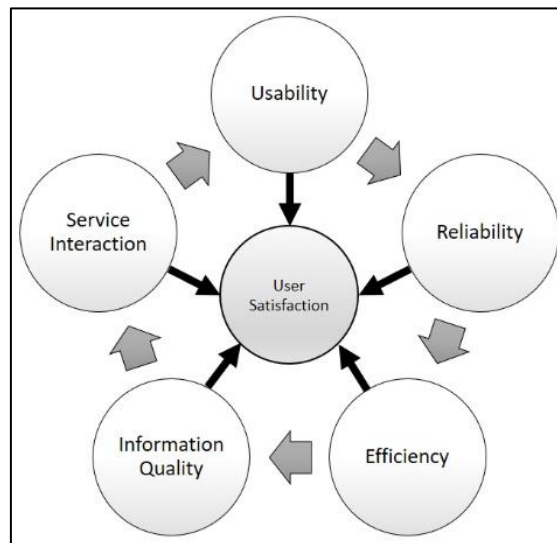 Usability
Reliability
Efficiency
Information
Quality
Service
Interaction
User
Satisfaction